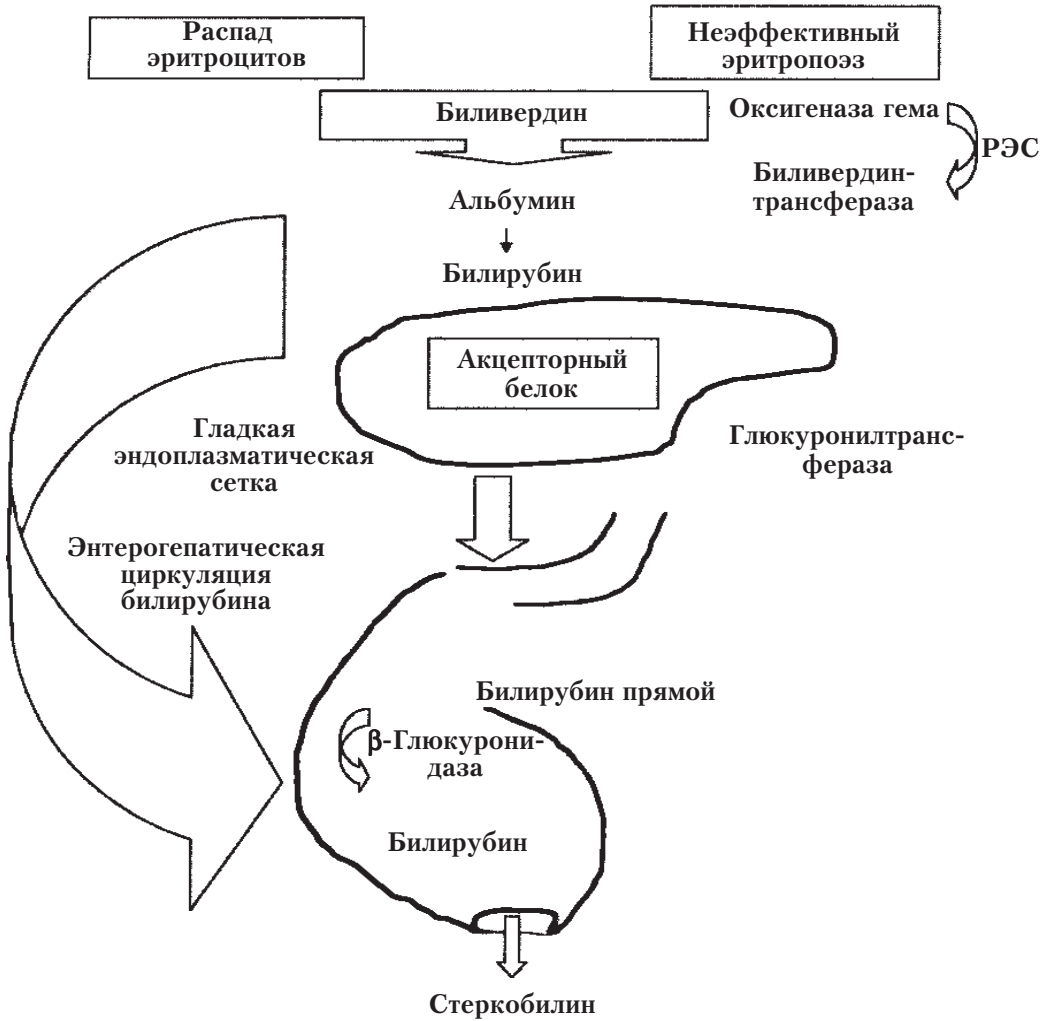 Распад
эритроцитов
Неэффективный
эритропоэз
Биливердин
Оксигеназа гема
РЭС
Биливердин-
трансфераза
Альбумин
Билирубин
Акцепторный
белок
Гладкая
эндоплазматическая
сетка
Глюкуронилтранс-
фераза
Энтерогепатическая
циркуляция
билирубина
Билирубин прямой
β-Глюкурони-
даза
Билирубин
Стеркобилин